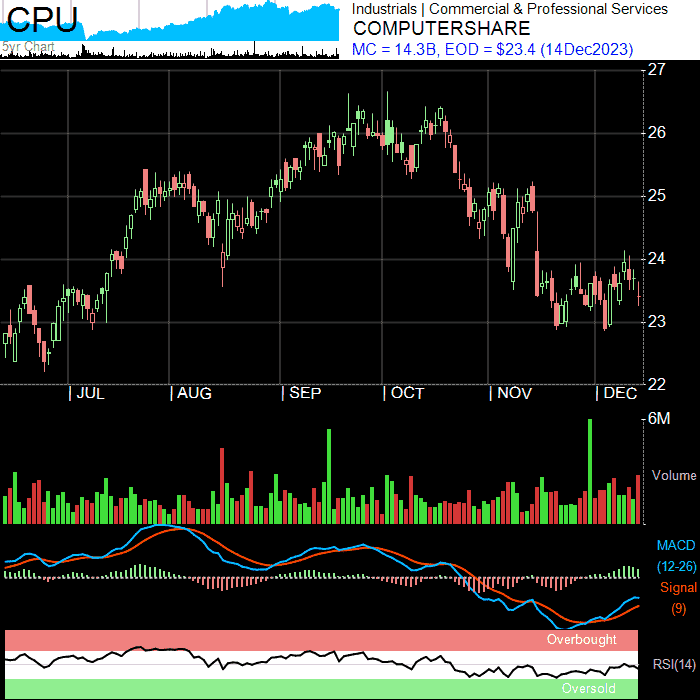 CPU
5yr Chart
Industrials | Commercial & Professional Services
COMPUTERSHARE
MC = 14.3B, EOD = $23.4 (14Dec2023)
27
26
25
24
23
22
| JUL
| AUG
| SEP
| OCT
| NOV
| DEC
6M
Volume
MACD
(12-26)
Signal
(9)
Overbought
RSI(14)
Oversold